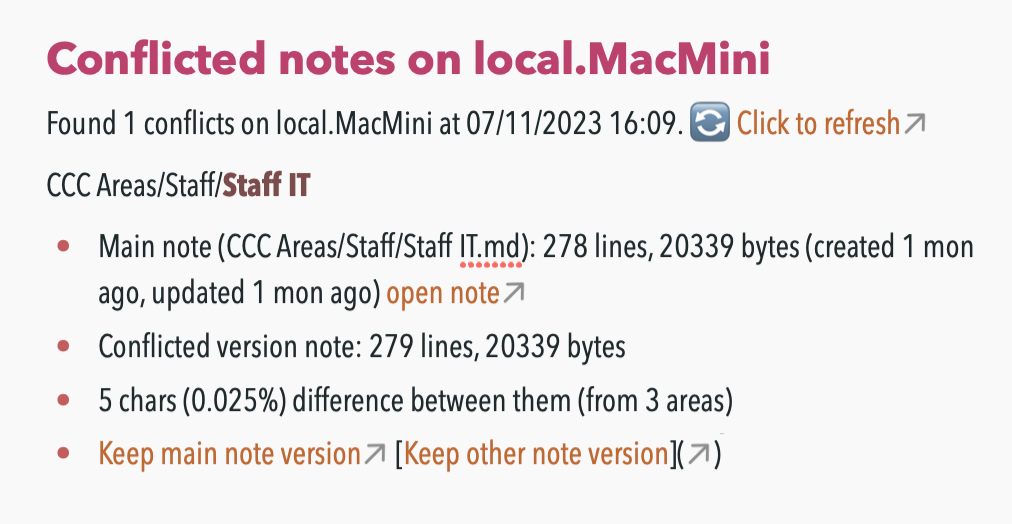 Conflicted notes on local.MacMini
Found 1 conflicts on local.MacMini at 07/11/2023 16:09. 🔄 Click to refresh↗
CCC Areas/Staff/Staff IT
• Main note (CCC Areas/Staff/Staff IT.md): 278 lines, 20339 bytes (created 1 mon
ago, updated 1 mon ago) open note↗
• Conflicted version note: 279 lines, 20339 bytes
• 5 chars (0.025%) difference between them (from 3 areas)
• Keep main note version↗ [Keep other note version](↗)